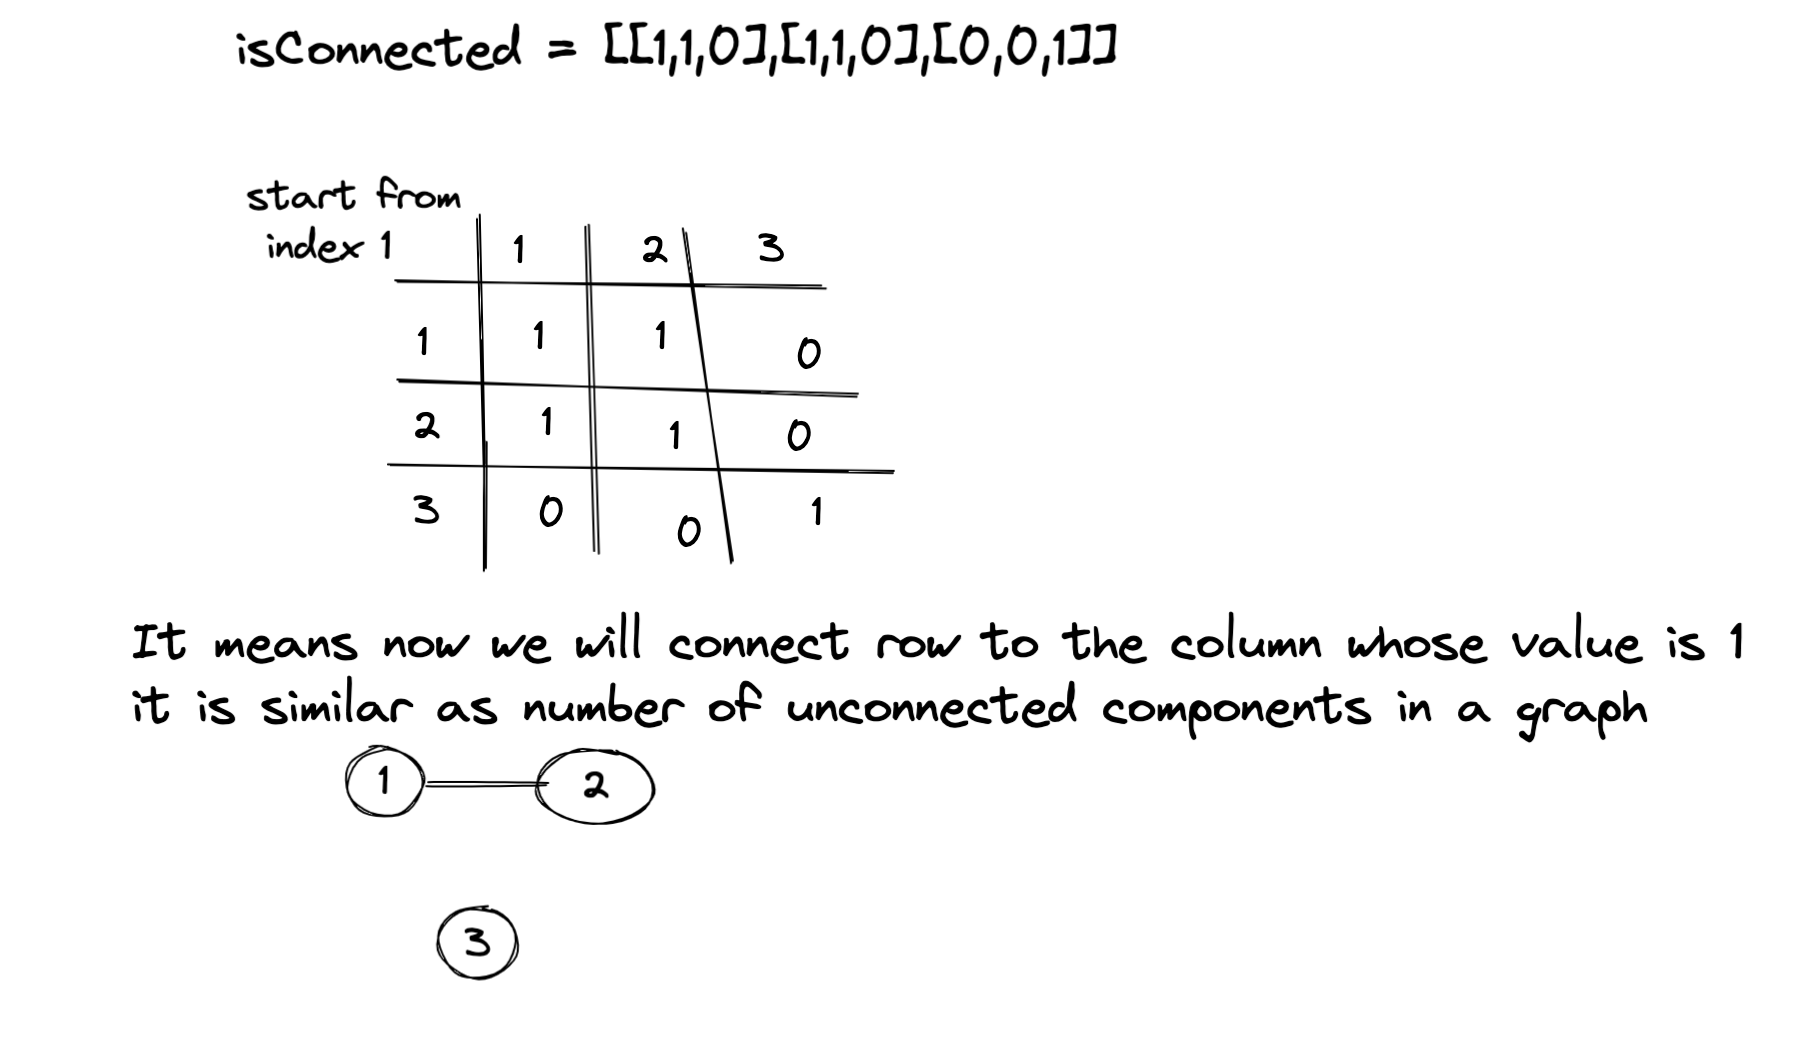 isConnected = [[1,1,0],[1,1,0],[0,0,1]]
start from
index 1 1 2 3
1 1 1 0
2 1 1 0
3 0 0 1
It means now we will connect row to the column whose value is 1
it is similar as number of unconnected components in a graph
1 2
3